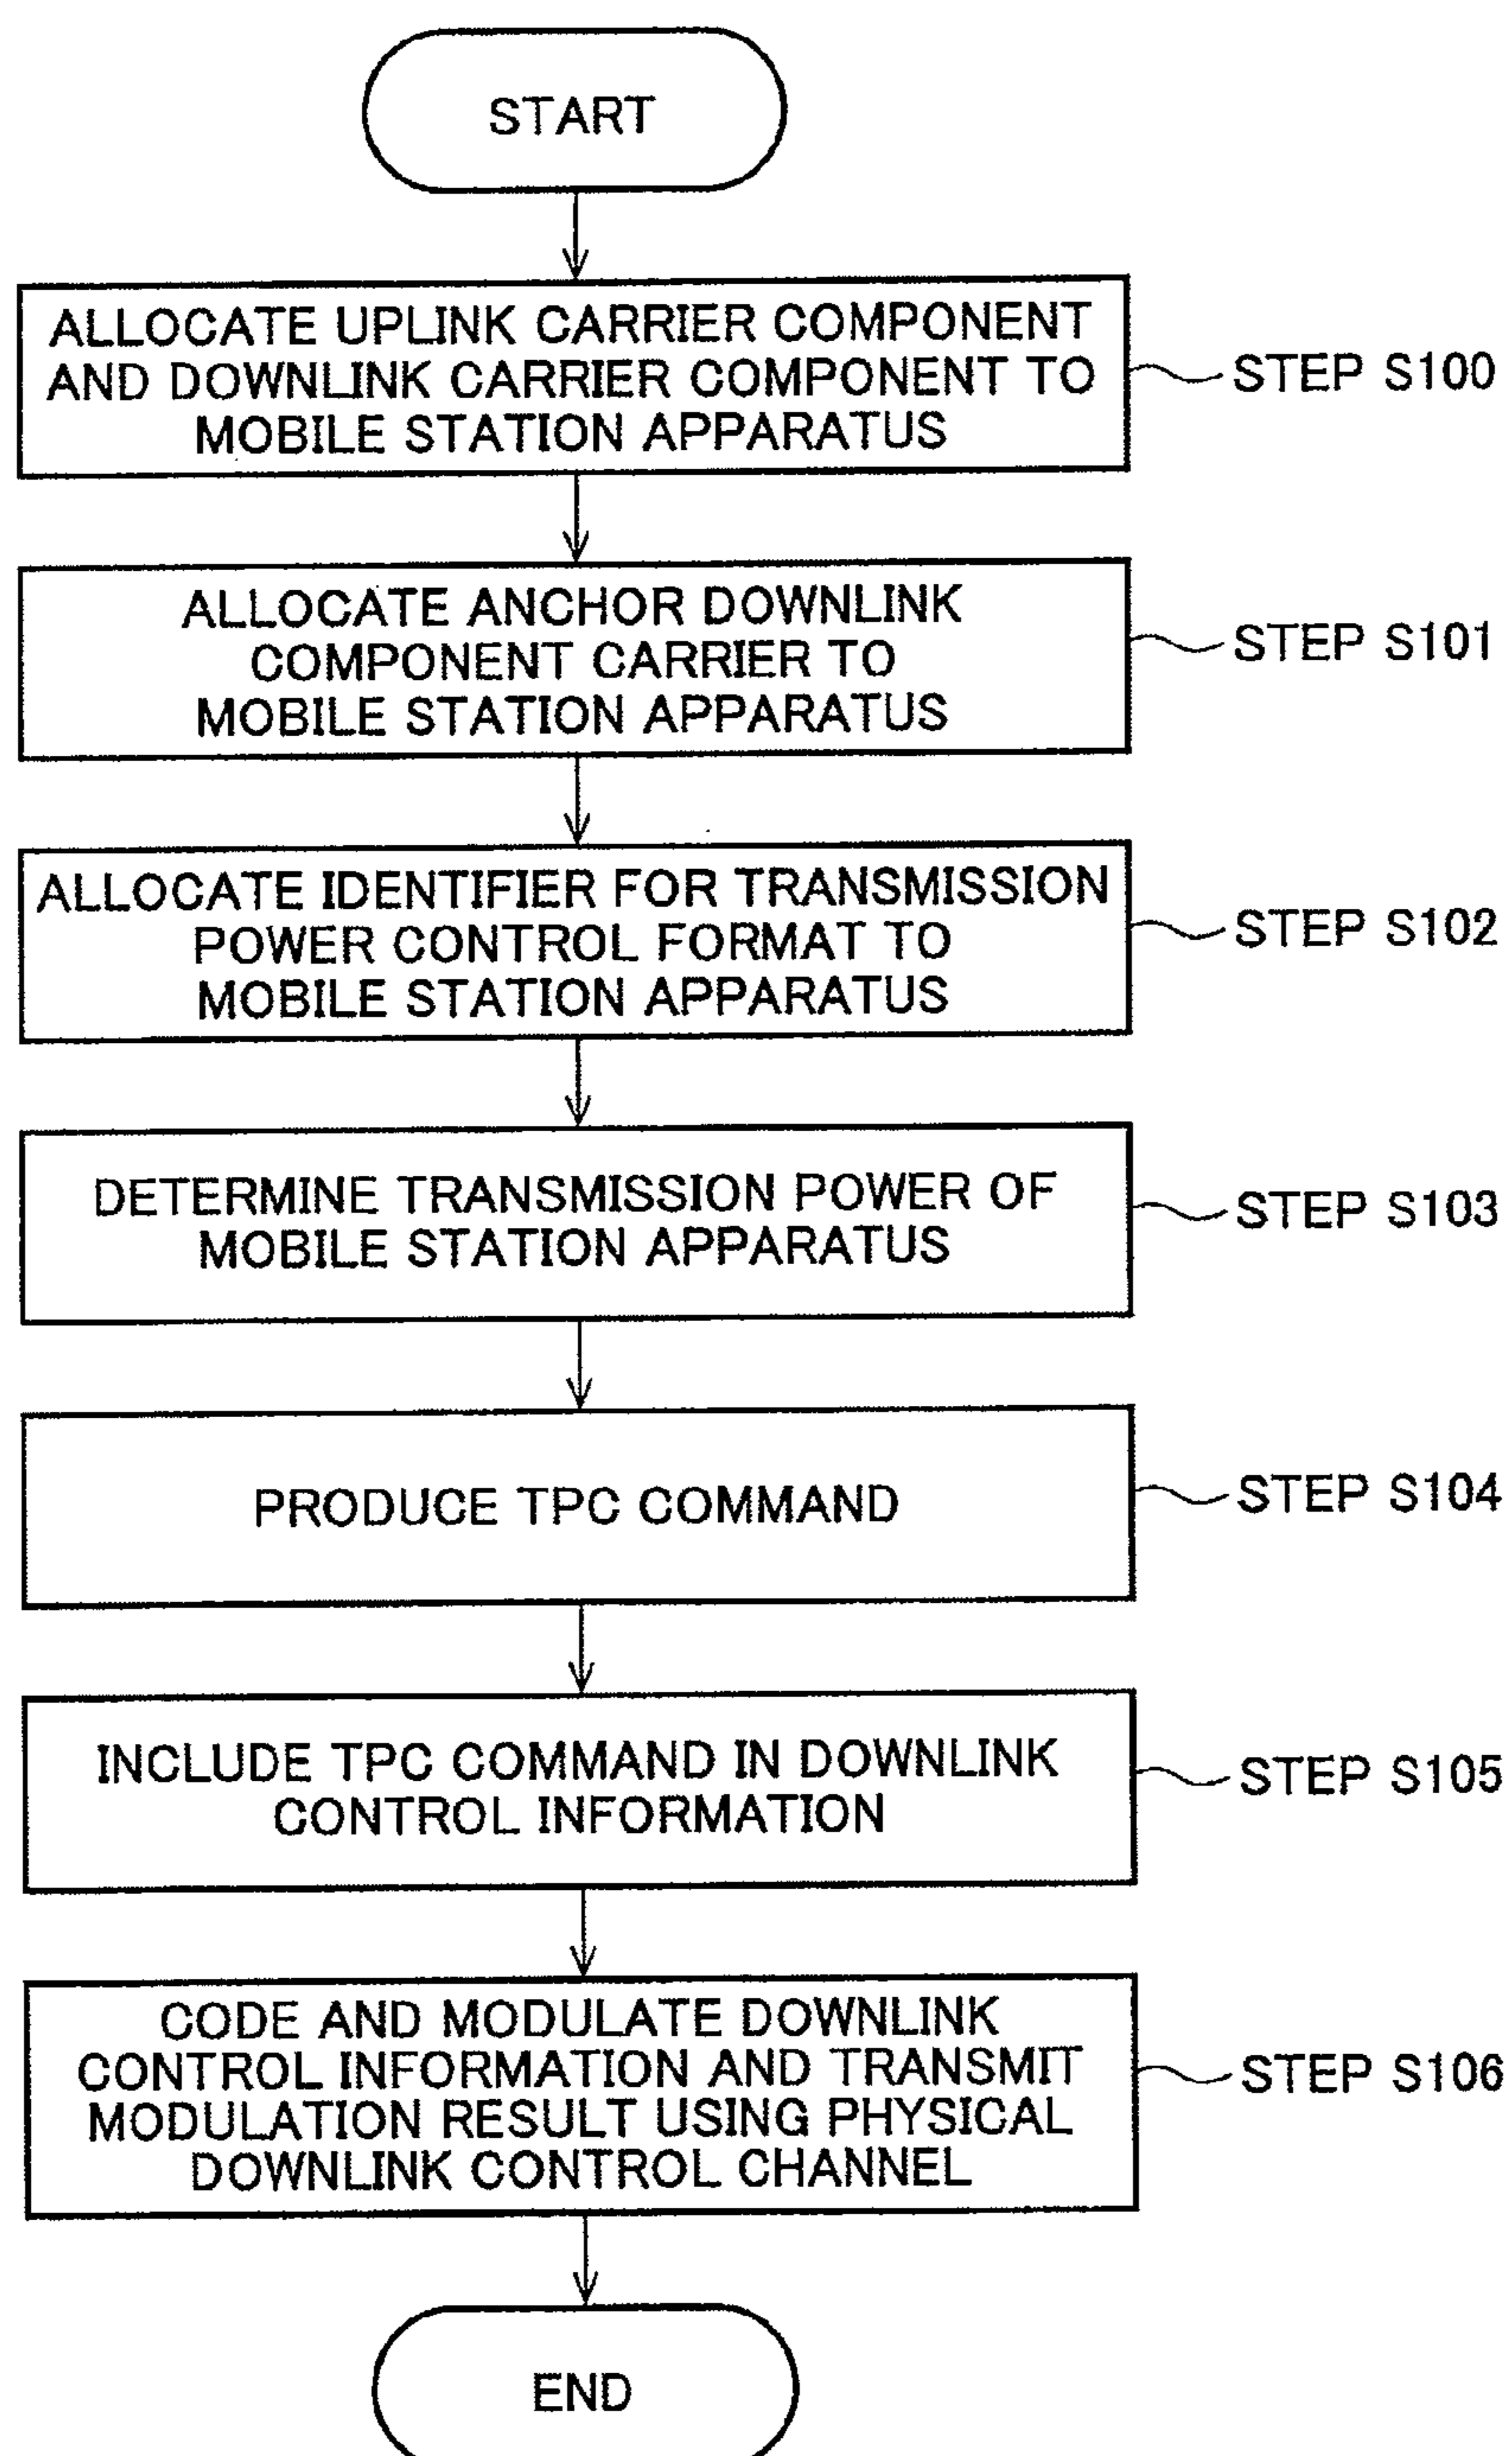 START
ALLOCATE UPLINK CARRIER COMPONENT
AND DOWNLINK CARRIER COMPONENT TO
MOBILE STATION APPARATUS
STEP S100
ALLOCATE ANCHOR DOWNLINK
COMPONENT CARRIER TO
MOBILE STATION APPARATUS
STEP S101
ALLOCATE IDENTIFIER FOR TRANSMISSION
POWER CONTROL FORMAT TO
MOBILE STATION APPARATUS
STEP S102
DETERMINE TRANSMISSION POWER OF
MOBILE STATION APPARATUS
STEP S103
PRODUCE TPC COMMAND
STEP S104
INCLUDE TPC COMMAND IN DOWNLINK
CONTROL INFORMATION
STEP S105
CODE AND MODULATE DOWNLINK
CONTROL INFORMATION AND TRANSMIT
MODULATION RESULT USING PHYSICAL
DOWNLINK CONTROL CHANNEL
STEP S106
END